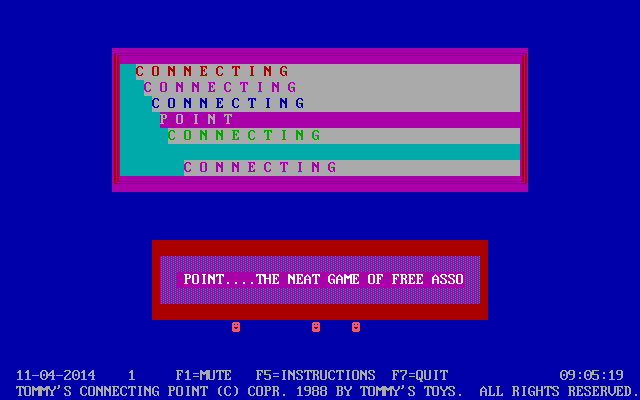 CONNECTING
CONNECTING
CONNECTING
POINT
CONNECTING
CONNECTING
POINT....THE NEAT GAME OF FREE ASSO
11-04-2014 1 F1=MUTE F5=INSTRUCTIONS F7=QUIT 09:05:19
TOMMY'S CONNECTING POINT (C) COPR. 1988 BY TOMMY'S TOYS. ALL RIGHTS RESERVED.